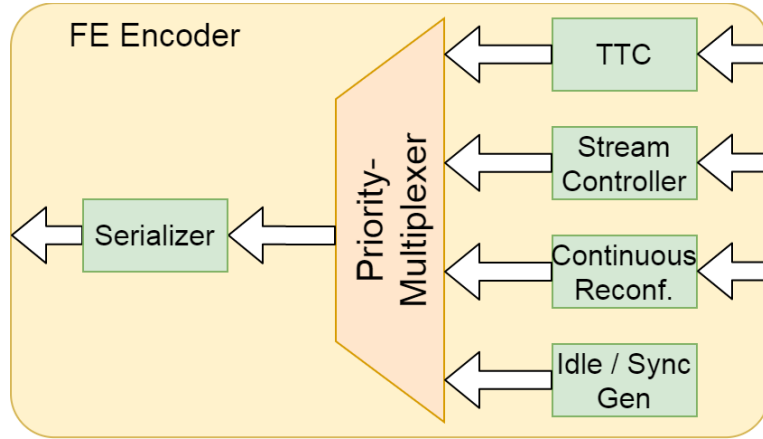 FE Encoder
TTC
Stream
Controller
Priority-
Multiplexer
Serializer
Continuous
Reconf.
Idle / Sync
Gen